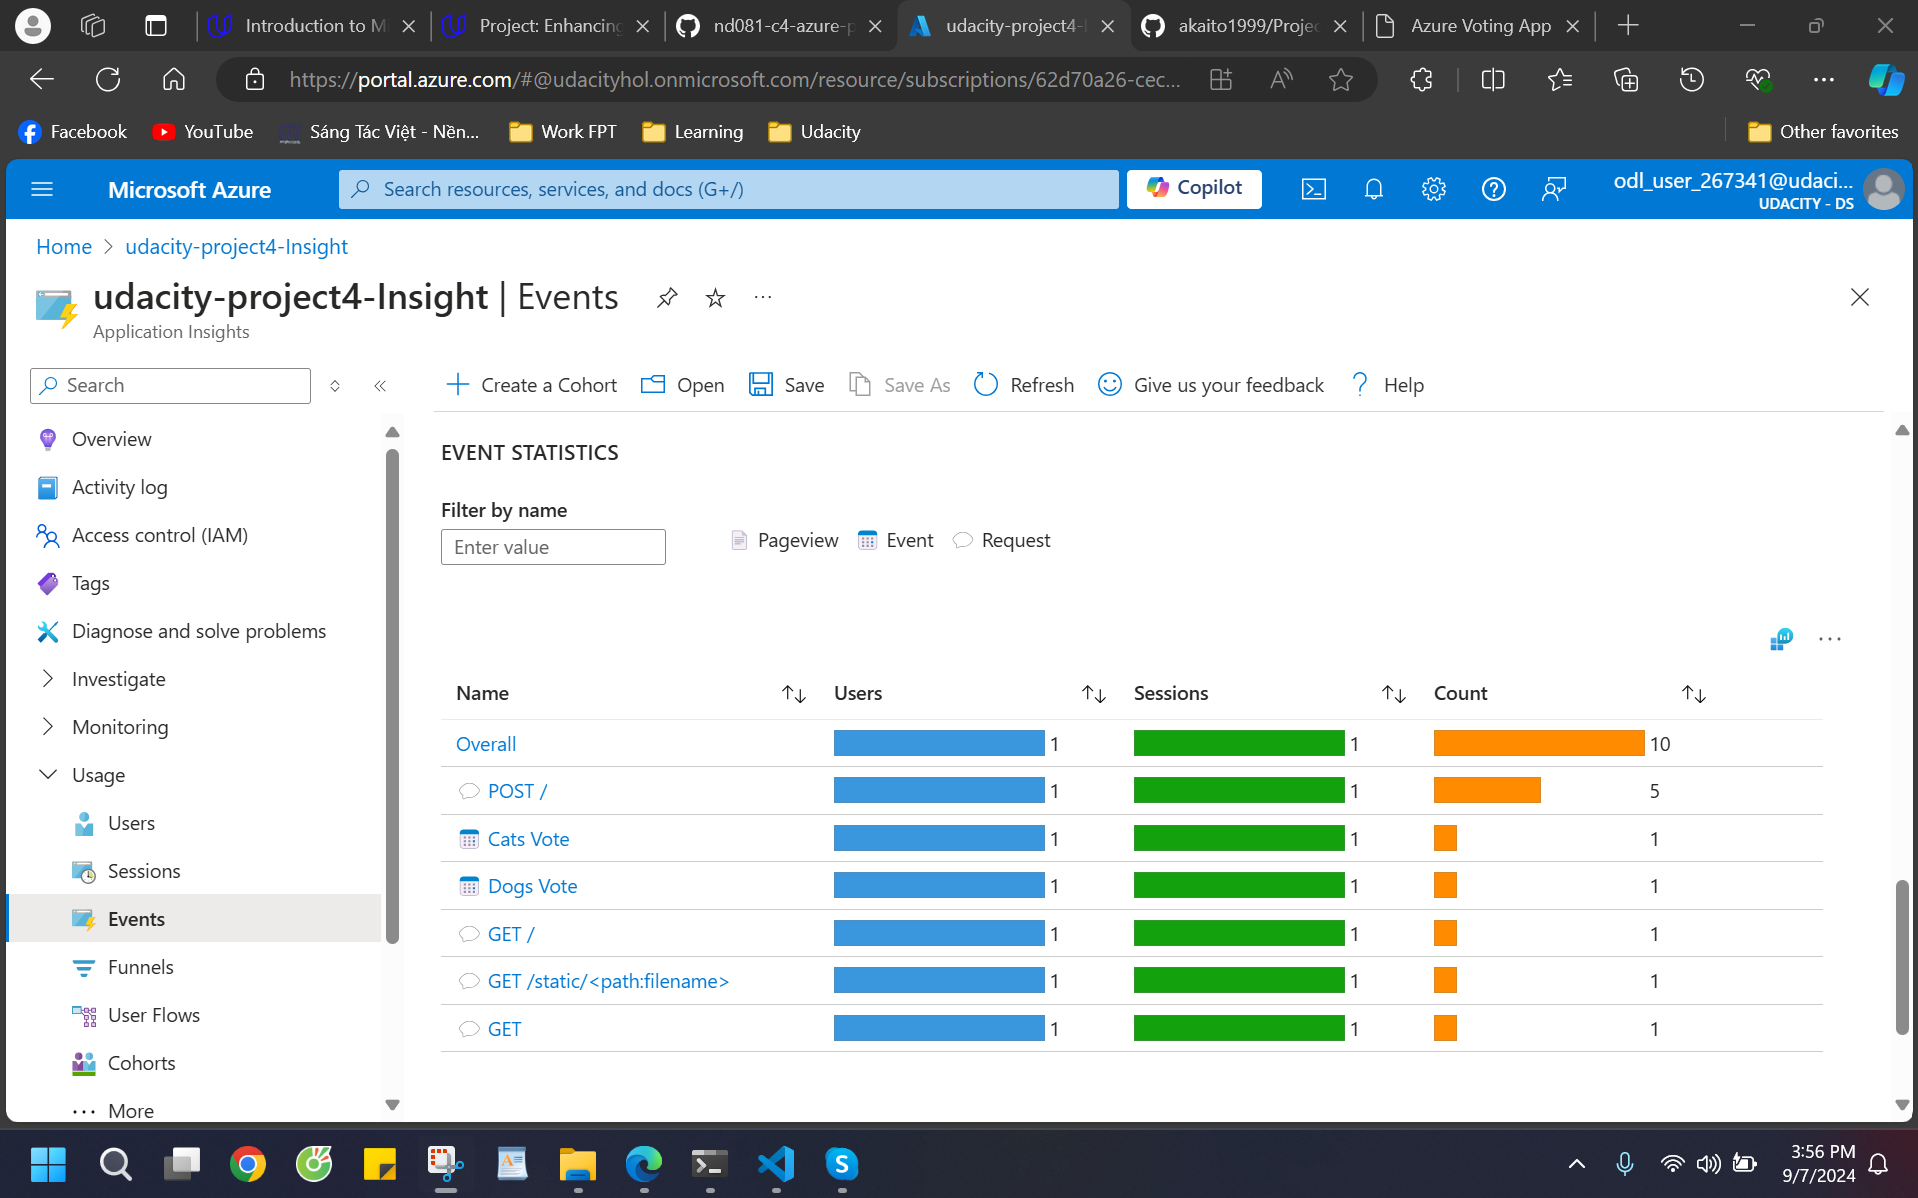 Introduction to Mi
Project: Enhancing
nd081-c4-azure-p
udacity-project4-I
akaito1999/Projec
Azure Voting App
https://portal.azure.com/#@udacityhol.onmicrosoft.com/resource/subscriptions/62d70a26-cec...
Facebook
YouTube
Sáng Tác Việt - Nền...
Work FPT
Learning
Udacity
Other favorites
Microsoft Azure
Search resources, services, and docs (G+/)
Copilot
odl_user_267341@udaci...
UDACITY - DS
Home > udacity-project4-Insight
udacity-project4-Insight | Events
Application Insights
Search
Create a Cohort
Open
Save
Save As
Refresh
Give us your feedback
Help
Overview
Activity log
Access control (IAM)
Tags
Diagnose and solve problems
Investigate
Monitoring
Usage
Users
Sessions
Events
Funnels
User Flows
Cohorts
More
EVENT STATISTICS
Filter by name
Enter value
Pageview
Event
Request
Name Users Sessions Count
Overall 1 1 10
POST / 1 1 5
Cats Vote 1 1 1
Dogs Vote 1 1 1
GET / 1 1 1
GET /static/<path:filename> 1 1 1
GET 1 1 1
3:56 PM
9/7/2024